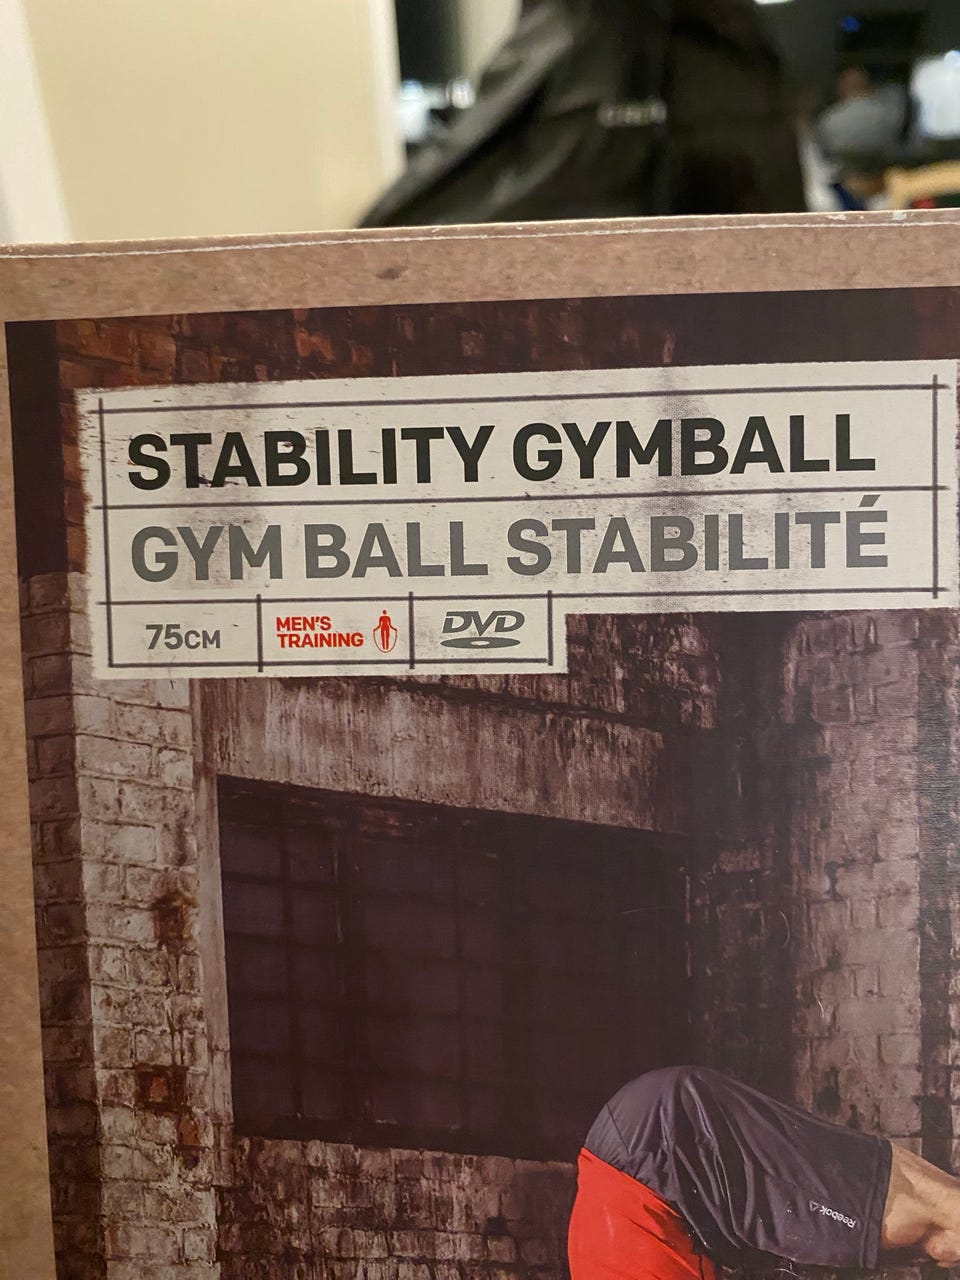 STABILITY GYMBALL
GYM BALL STABILITÉ
75CM
MEN'S
TRAINING
DVD
Reebok